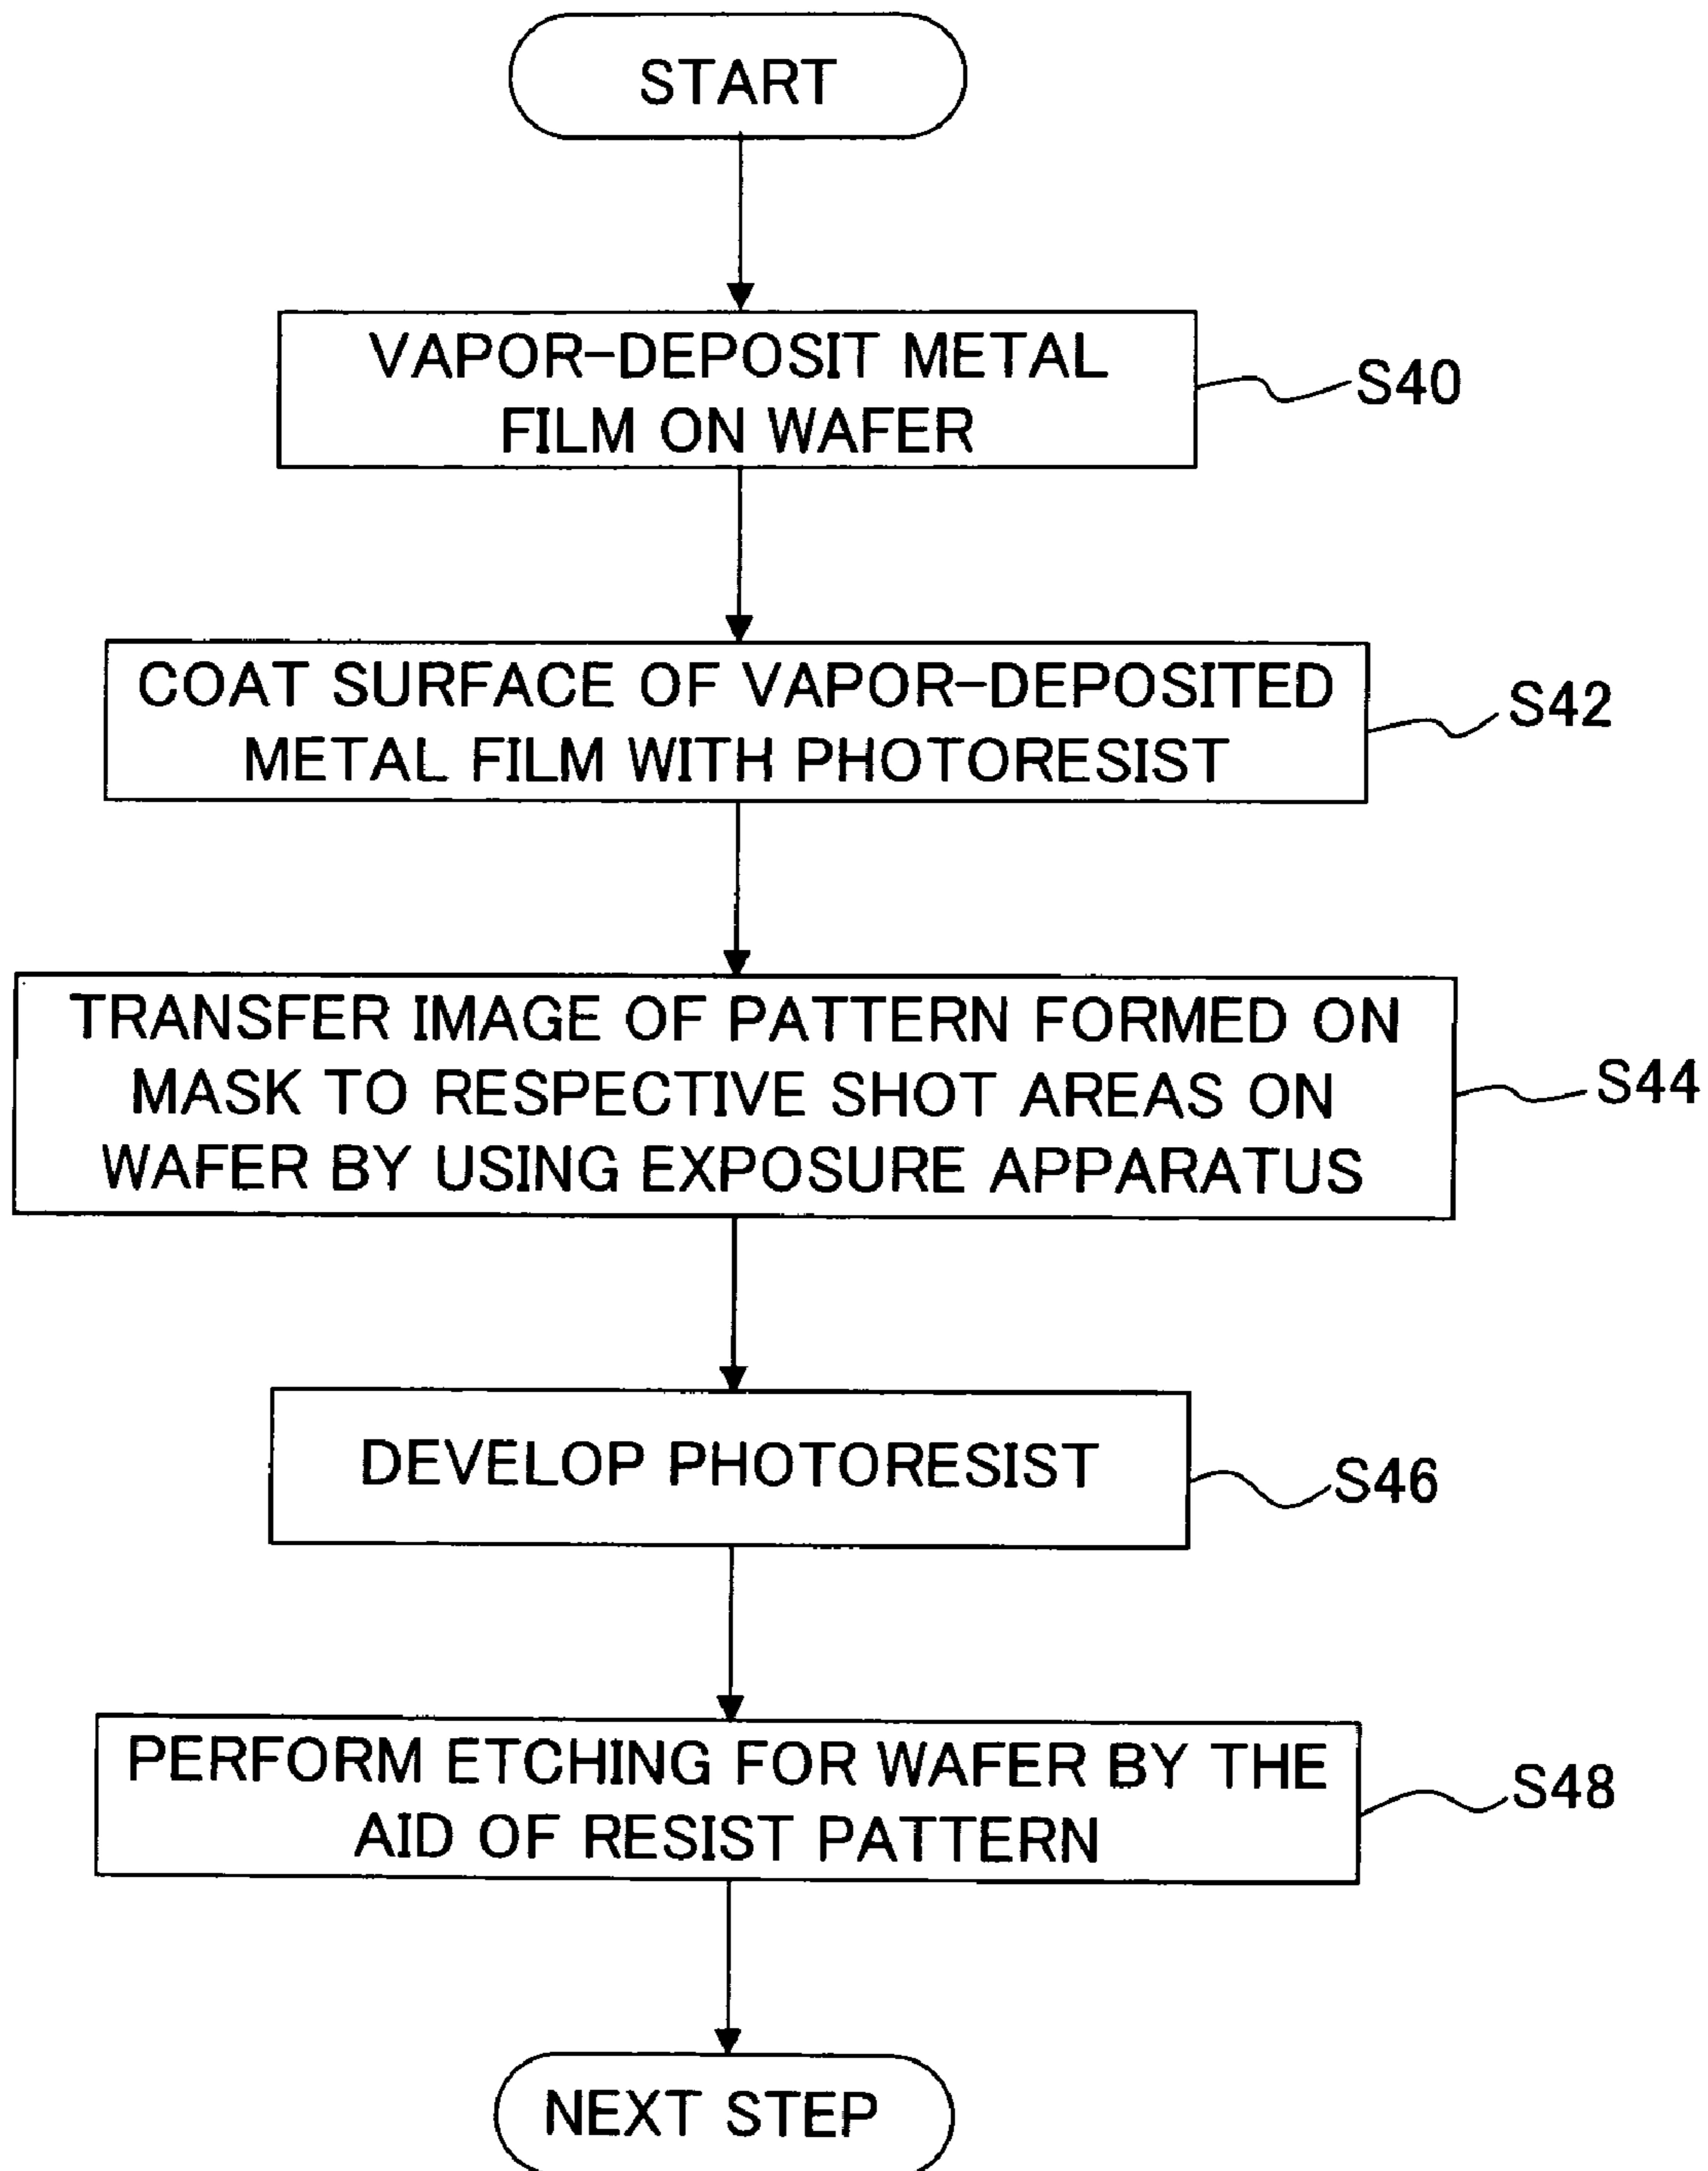 START
VAPOR-DEPOSIT METAL
FILM ON WAFER
S40
COAT SURFACE OF VAPOR-DEPOSITED
METAL FILM WITH PHOTORESIST
S42
TRANSFER IMAGE OF PATTERN FORMED ON
MASK TO RESPECTIVE SHOT AREAS ON
WAFER BY USING EXPOSURE APPARATUS
S44
DEVELOP PHOTORESIST
S46
PERFORM ETCHING FOR WAFER BY THE
AID OF RESIST PATTERN
S48
NEXT STEP